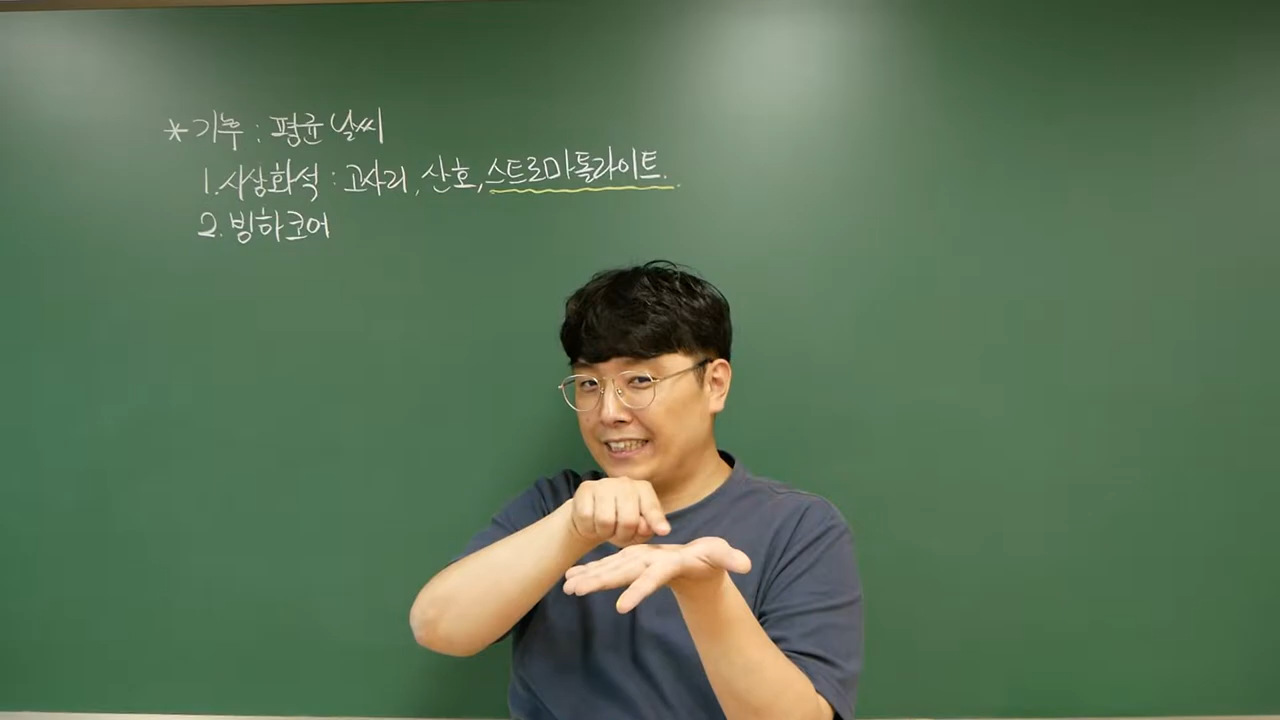 *기후 : 평균 날씨
1. 시상화석 : 고사리, 산호, 스트로마톨라이트.
2. 빙하코어